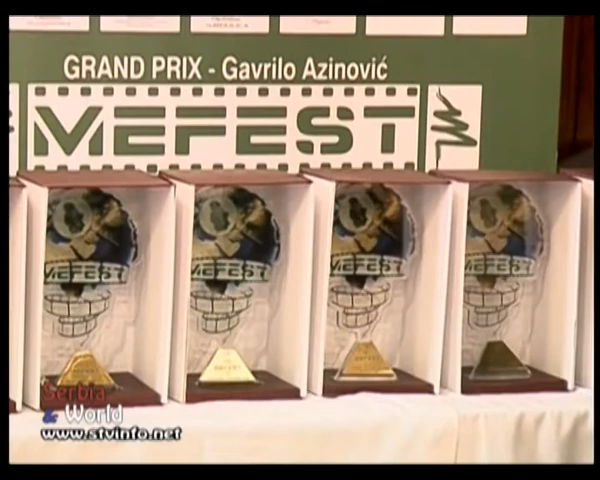 GRAND PRIX - Gavrilo Azinović
MEFEST
MEFEST
MEFEST
MEFEST
MEFEST
Serbia
& World
www.stvinfo.net